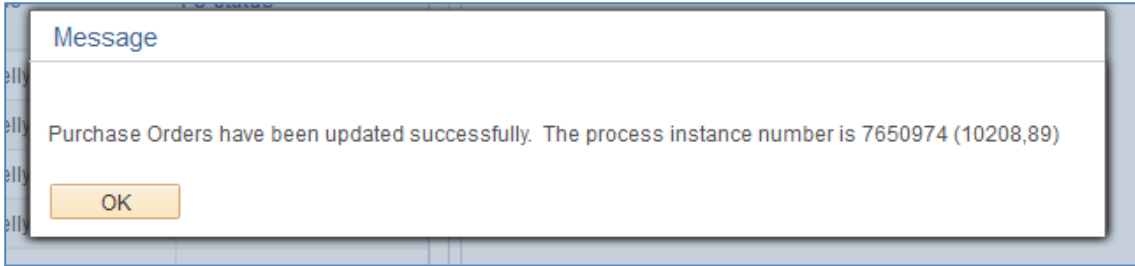 Message
Purchase Orders have been updated successfully.  The process instance number is 7650974 (10208,89)
OK